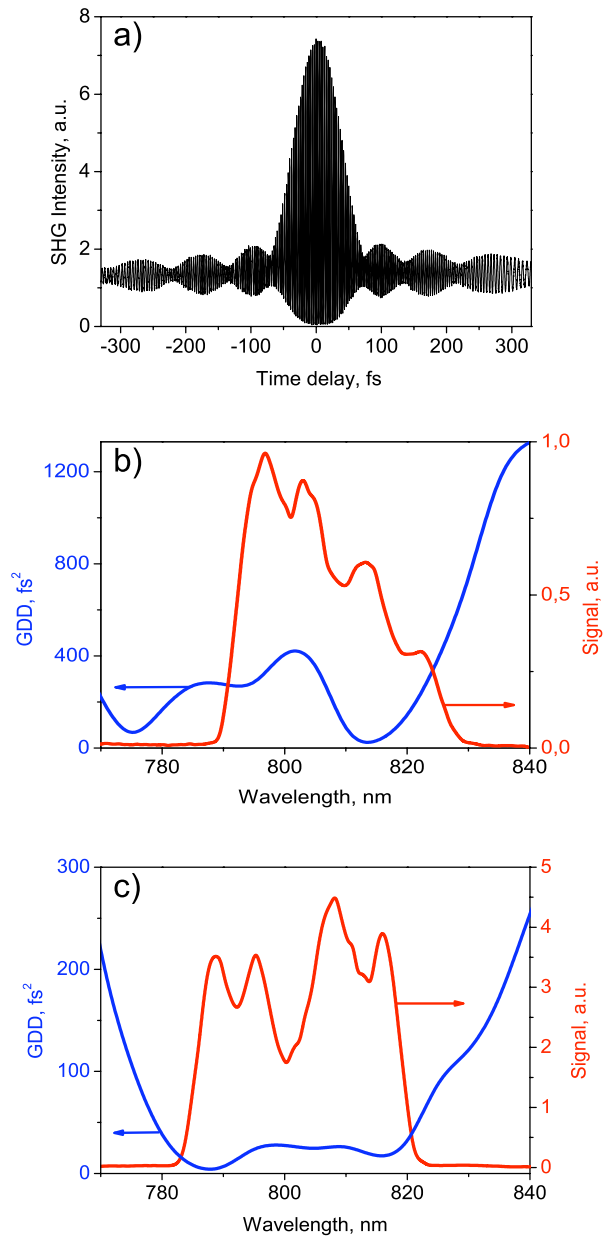 a)
8
6
4
2
0
SHG Intensity, a.u.
-300 -200 -100 0 100 200 300
Time delay, fs
b)
1200
800
400
0
GDD, fs²
1,0
0,5
0,0
Signal, a.u.
780 800 820 840
Wavelength, nm
c)
300
200
100
0
GDD, fs²
5
4
3
2
1
0
Signal, a.u.
780 800 820 840
Wavelength, nm